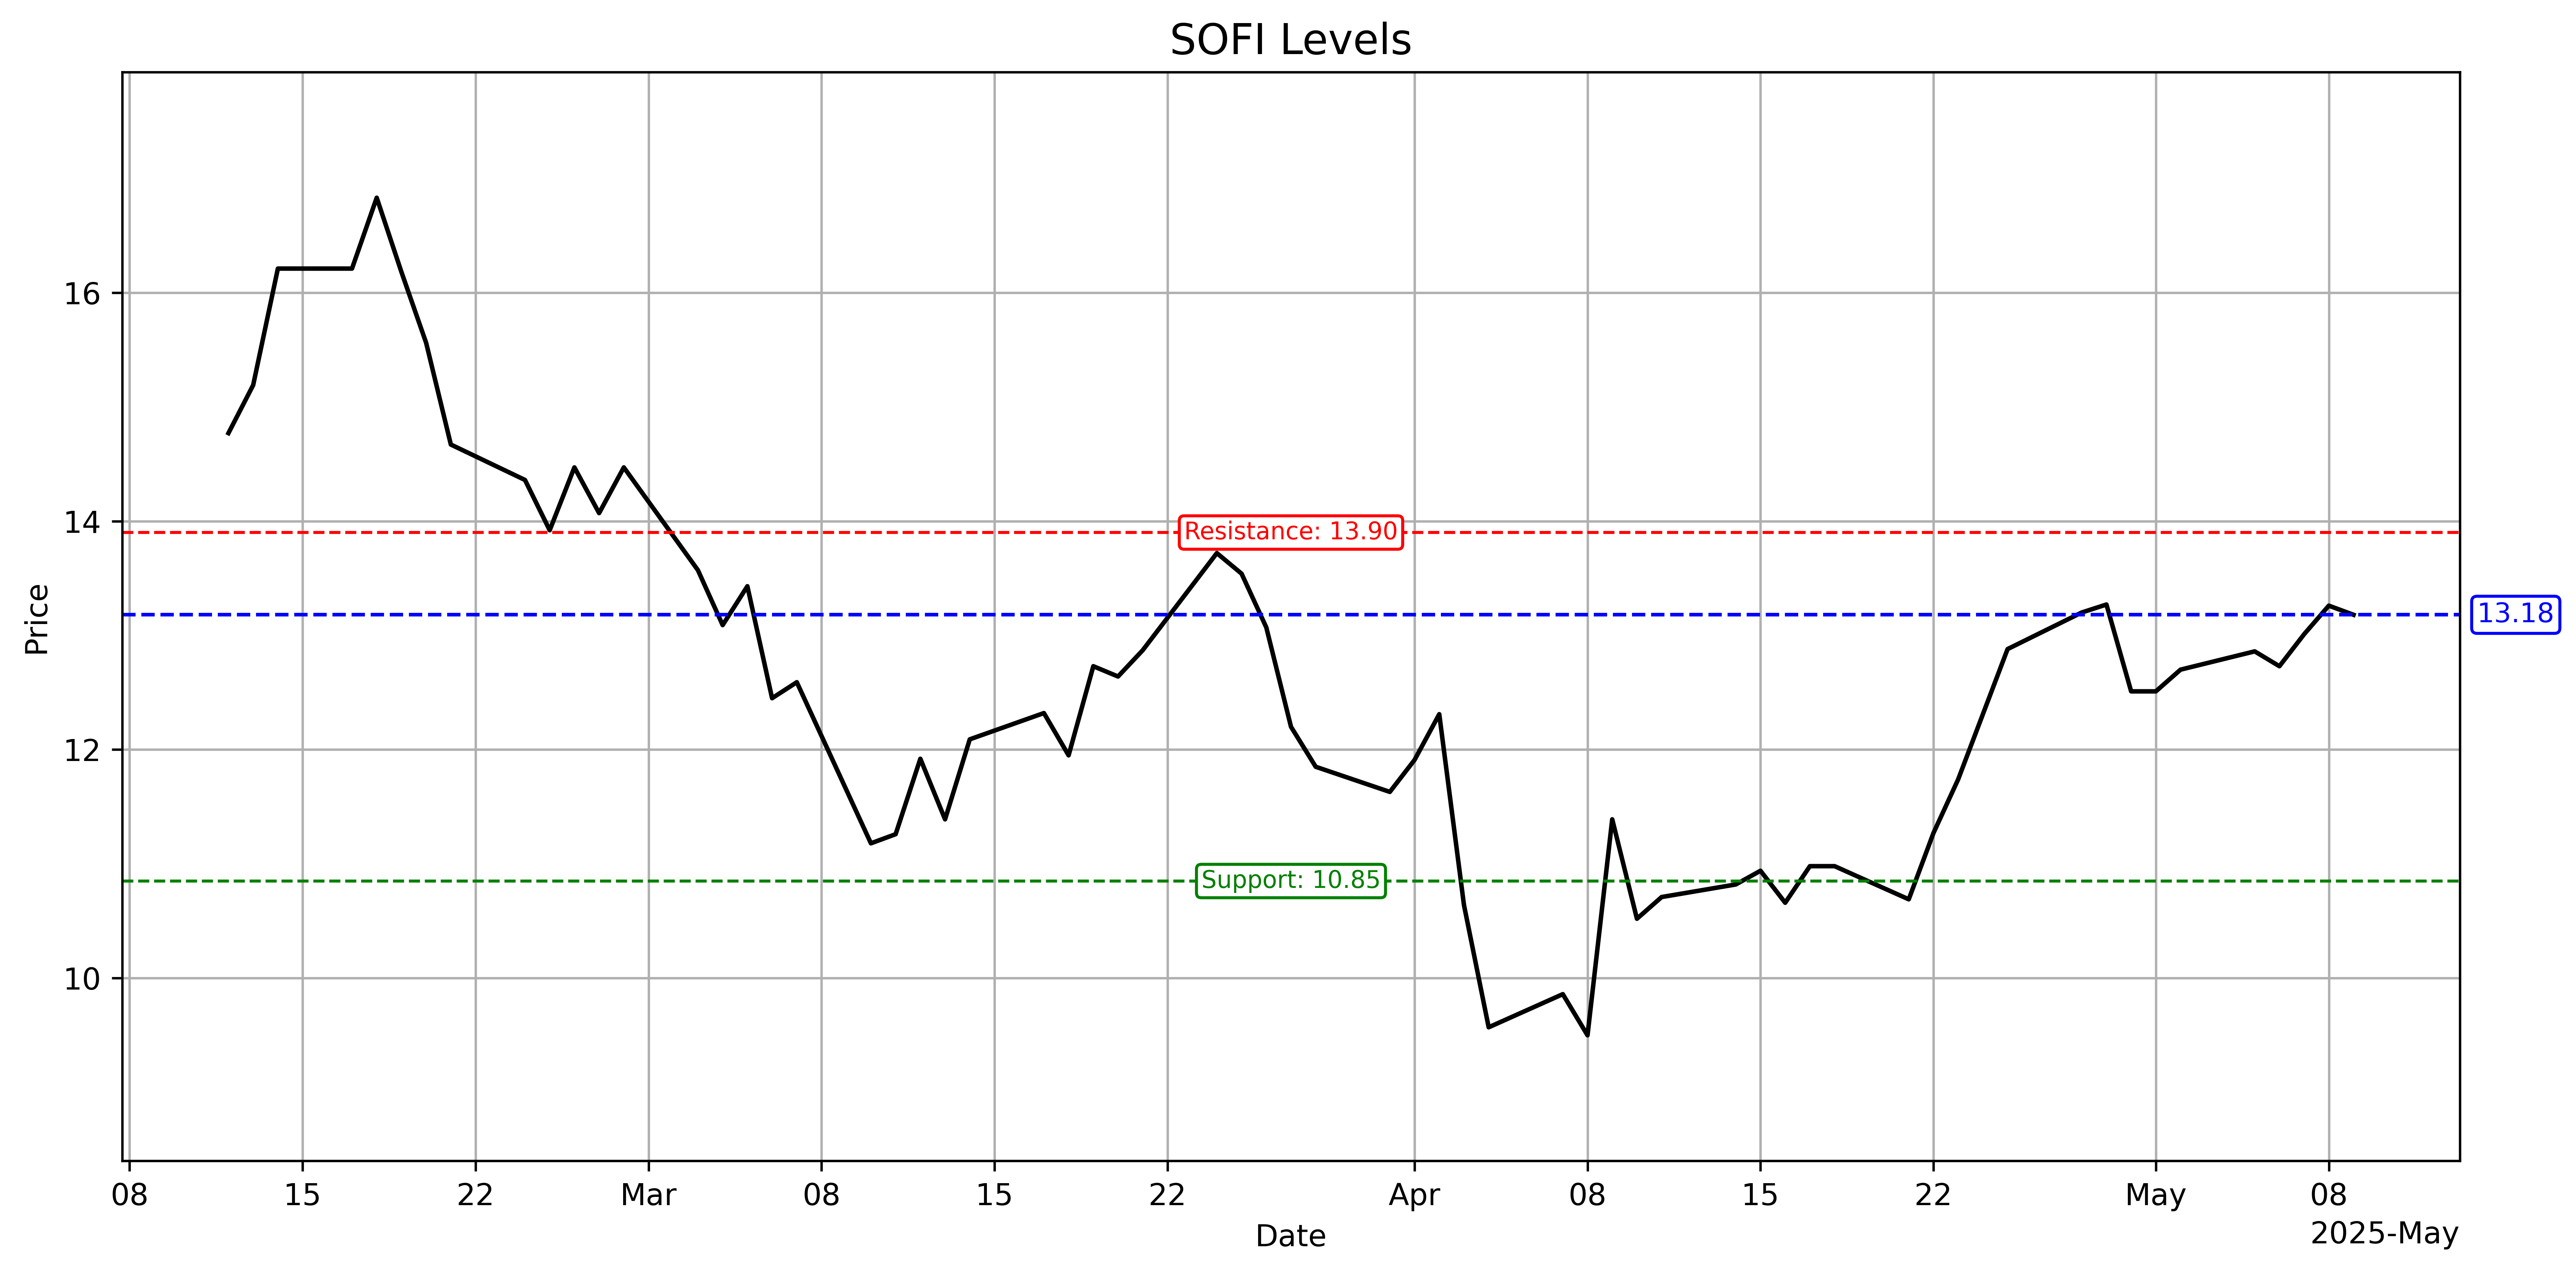 SOFI Levels
16
14
12
10
Price
Resistance: 13.90
13.18
Support: 10.85
08 15 22 Mar 08 15 22 Apr 08 15 22 May 08
Date
2025-May